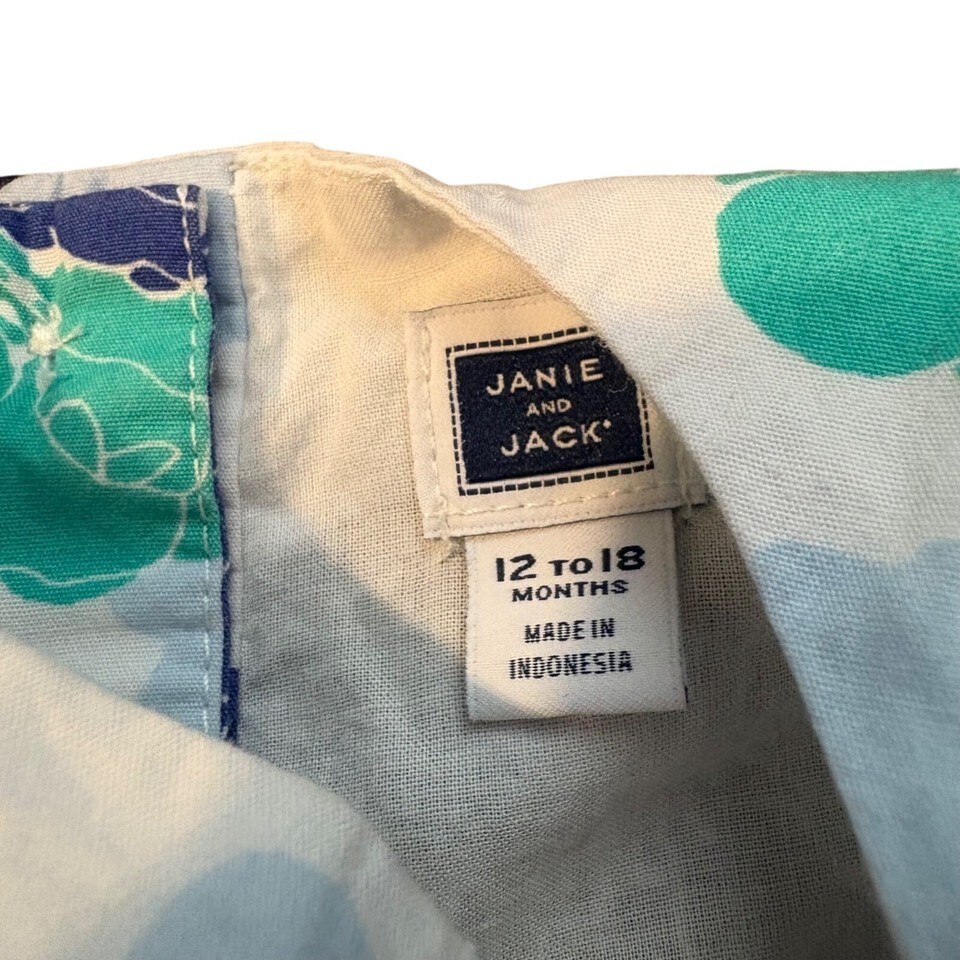 JANIE
AND
JACK
12 TO 18
MONTHS
MADE IN
INDONESIA